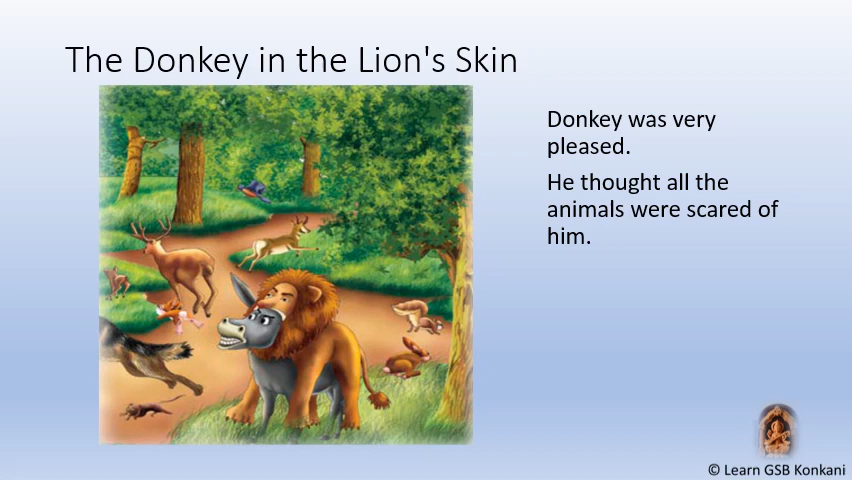 The Donkey in the Lion's Skin
Donkey was very
pleased.
He thought all the
animals were scared of
him.
© Learn GSB Konkani